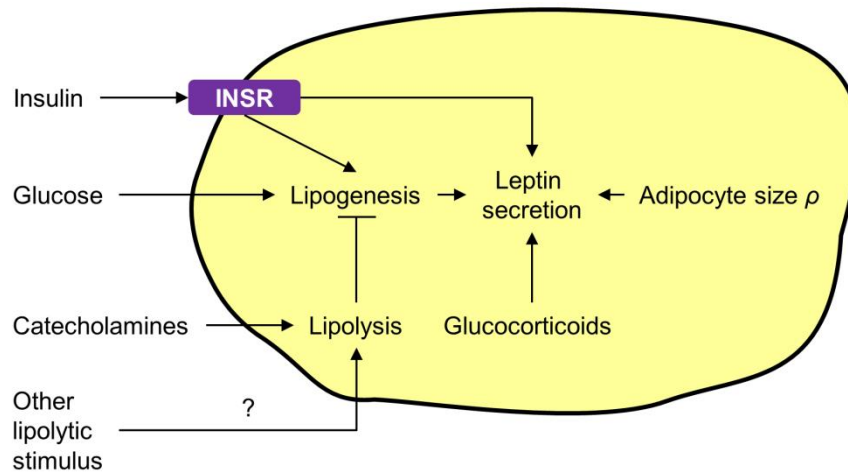 Insulin
INSR
Glucose
Lipogenesis
Leptin
secretion
Adipocyte size ρ
Catecholamines
Lipolysis
Glucocorticoids
Other
lipolytic
stimulus
?